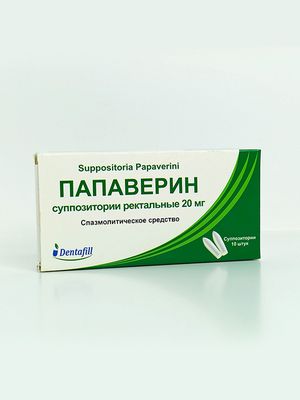 Suppositoria Papaverini
ПАПАВЕРИН
суппозитории ректальные 20 мг
Спазмолитическое средство
Dentafill
Суппозитории
10 штук